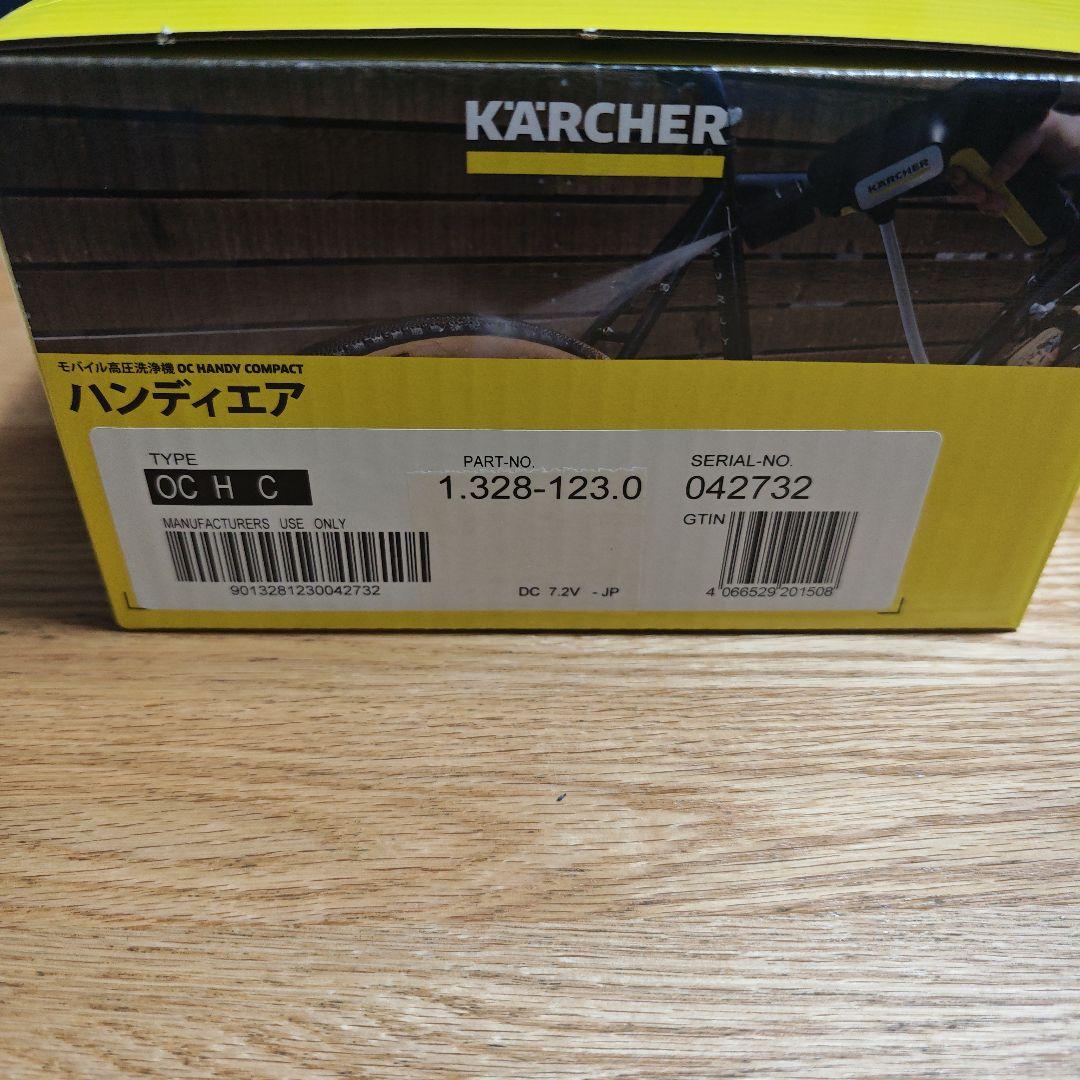 KÄRCHER
KÄRCHER
モバイル高圧洗浄機 OC HANDY COMPACT
ハンディエア
TYPE
OC H C
PART-NO.
1.328-123.0
SERIAL-NO.
042732
MANUFACTURERS USE ONLY
9013281230042732
DC 7.2V - JP
GTIN
4 066529 201508